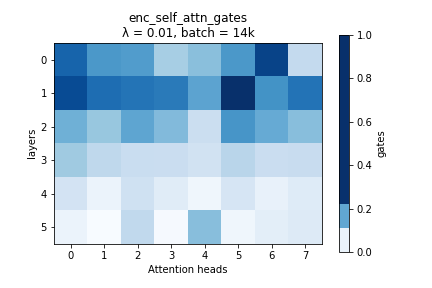 enc_self_attn_gates
λ = 0.01, batch = 14k
0
1
2
3
4
5
layers
0 1 2 3 4 5 6 7
Attention heads
1.0
0.8
0.6
0.4
0.2
0.0
gates